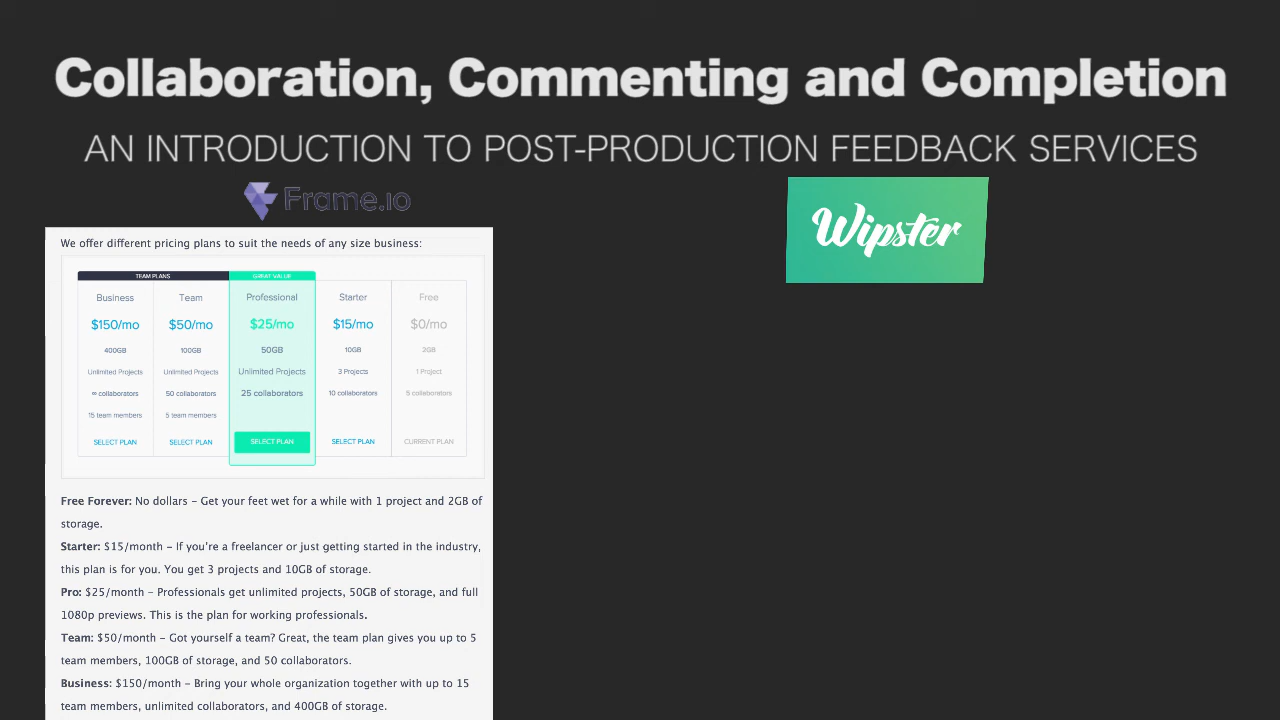 Collaboration, Commenting and Completion
AN INTRODUCTION TO POST-PRODUCTION FEEDBACK SERVICES
Frame.io
Wipster
We offer different pricing plans to suit the needs of any size business:
TEAM PLANS GREAT VALUE
Business Team Professional Starter Free
$150/mo $50/mo $25/mo $15/mo $0/mo
400GB 100GB 50GB 10GB 2GB
Unlimited Projects Unlimited Projects Unlimited Projects 3 Projects 1 Project
∞ collaborators 50 collaborators 25 collaborators 10 collaborators 5 collaborators
15 team members 5 team members
SELECT PLAN SELECT PLAN SELECT PLAN SELECT PLAN CURRENT PLAN
Free Forever: No dollars – Get your feet wet for a while with 1 project and 2GB of
storage.
Starter: $15/month – If you're a freelancer or just getting started in the industry,
this plan is for you. You get 3 projects and 10GB of storage.
Pro: $25/month – Professionals get unlimited projects, 50GB of storage, and full
1080p previews. This is the plan for working professionals.
Team: $50/month – Got yourself a team? Great, the team plan gives you up to 5
team members, 100GB of storage, and 50 collaborators.
Business: $150/month – Bring your whole organization together with up to 15
team members, unlimited collaborators, and 400GB of storage.